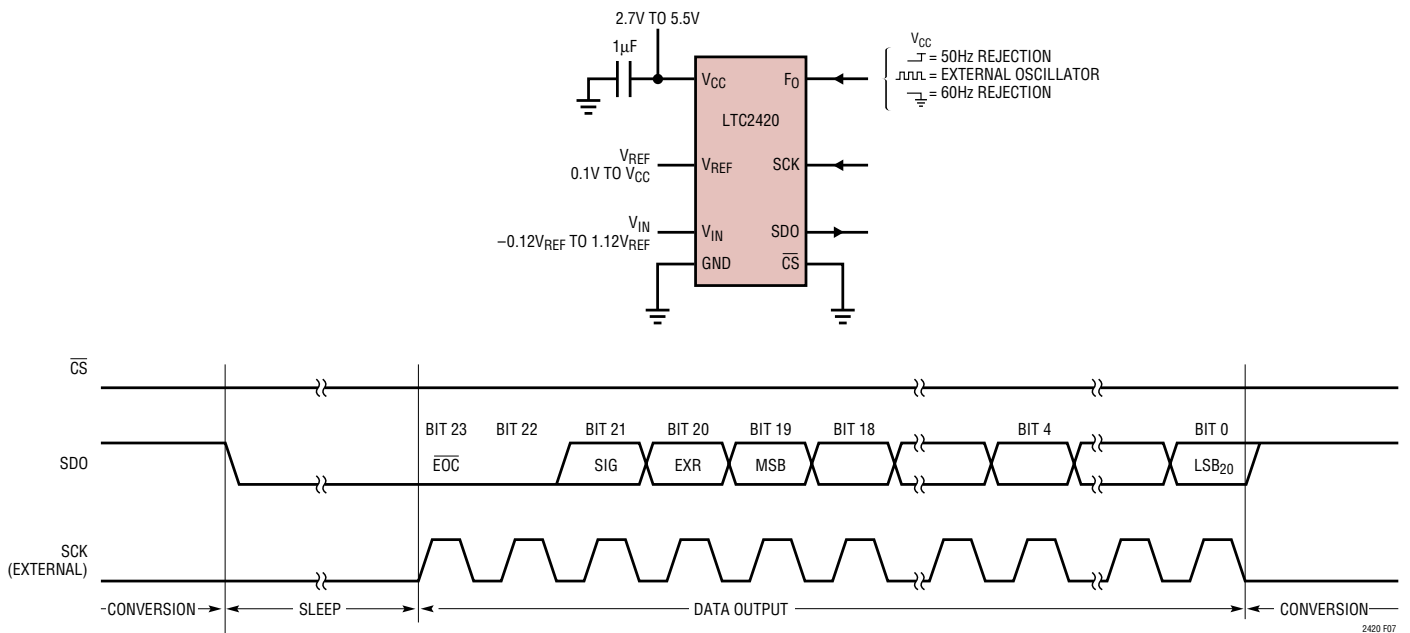 2.7V TO 5.5V
1µF
VCC
FO
LTC2420
VREF
0.1V TO VCC
VREF
SCK
VIN
–0.12VREF TO 1.12VREF
VIN
SDO
GND
CS
VCC
= 50Hz REJECTION
= EXTERNAL OSCILLATOR
= 60Hz REJECTION
CS
BIT 23 BIT 22 BIT 21 BIT 20 BIT 19 BIT 18 BIT 4 BIT 0
SDO
EOC SIG EXR MSB LSB20
SCK
(EXTERNAL)
CONVERSION SLEEP DATA OUTPUT CONVERSION
2420 F07